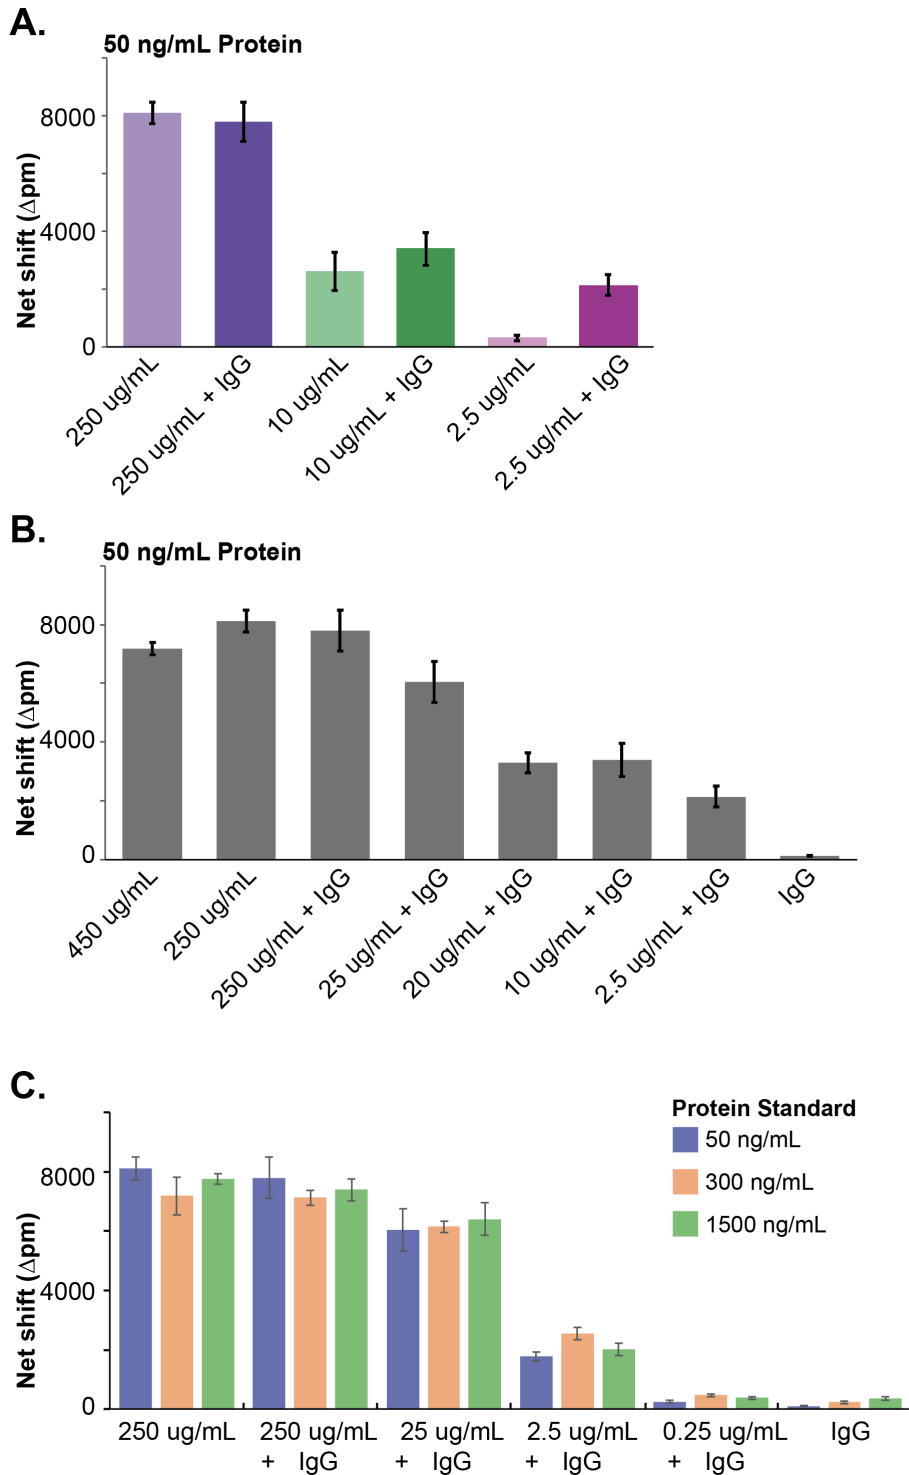 A.
50 ng/mL Protein
Net shift (Δpm)
8000
4000
0
250 ug/mL
250 ug/mL + IgG
10 ug/mL
10 ug/mL + IgG
2.5 ug/mL
2.5 ug/mL + IgG
B.
50 ng/mL Protein
Net shift (Δpm)
8000
4000
0
450 ug/mL
250 ug/mL
250 ug/mL + IgG
25 ug/mL + IgG
20 ug/mL + IgG
10 ug/mL + IgG
2.5 ug/mL + IgG
IgG
C.
Protein Standard
50 ng/mL
300 ng/mL
1500 ng/mL
Net shift (Δpm)
8000
4000
0
250 ug/mL
250 ug/mL
+ IgG
25 ug/mL
+ IgG
2.5 ug/mL
+ IgG
0.25 ug/mL
+ IgG
IgG